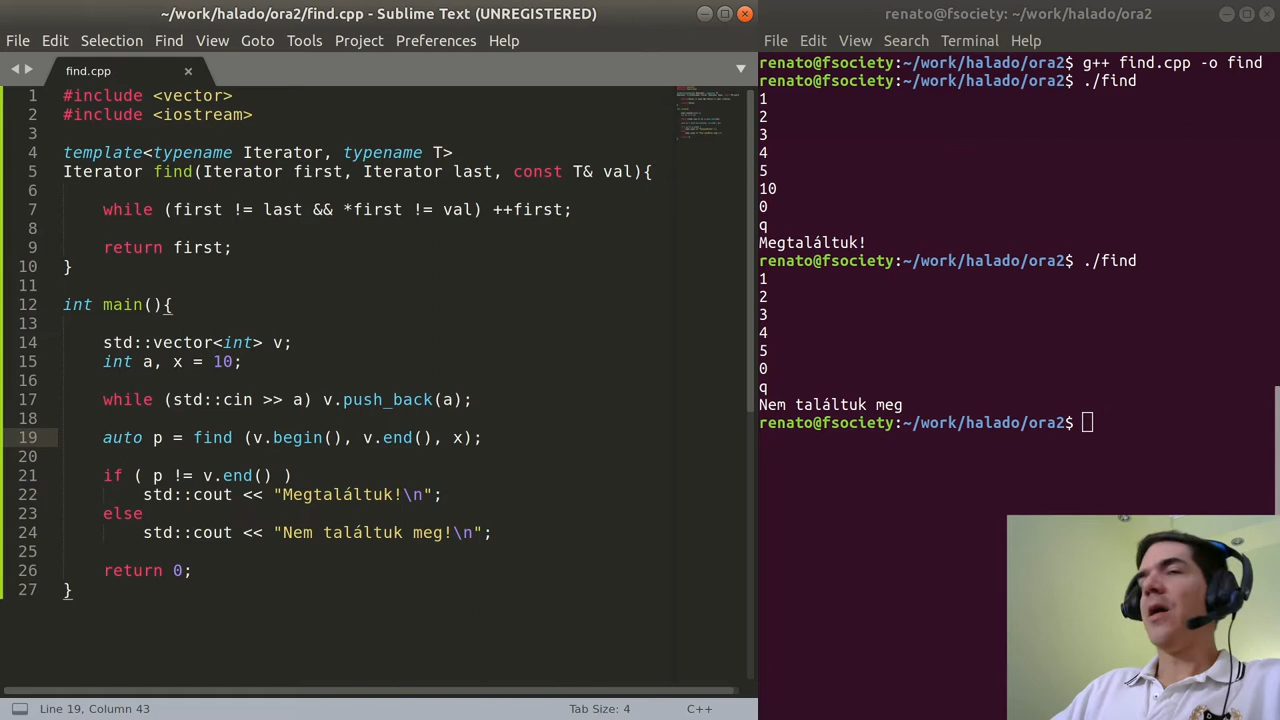 ~/work/halado/ora2/find.cpp - Sublime Text (UNREGISTERED)
File Edit Selection Find View Goto Tools Project Preferences Help
find.cpp ×
1 #include <vector>
2 #include <iostream>
3
4 template<typename Iterator, typename T>
5 Iterator find(Iterator first, Iterator last, const T& val){
6
7 while (first != last && *first != val) ++first;
8
9 return first;
10 }
11
12 int main(){
13
14 std::vector<int> v;
15 int a, x = 10;
16
17 while (std::cin >> a) v.push_back(a);
18
19 auto p = find (v.begin(), v.end(), x);
20
21 if ( p != v.end() )
22 std::cout << "Megtaláltuk!\n";
23 else
24 std::cout << "Nem találtuk meg!\n";
25
26 return 0;
27 }
Line 19, Column 43
Tab Size: 4
C++
renato@fsociety: ~/work/halado/ora2
File Edit View Search Terminal Help
renato@fsociety:~/work/halado/ora2$ g++ find.cpp -o find
renato@fsociety:~/work/halado/ora2$ ./find
1
2
3
4
5
10
0
q
Megtaláltuk!
renato@fsociety:~/work/halado/ora2$ ./find
1
2
3
4
5
0
q
Nem találtuk meg
renato@fsociety:~/work/halado/ora2$